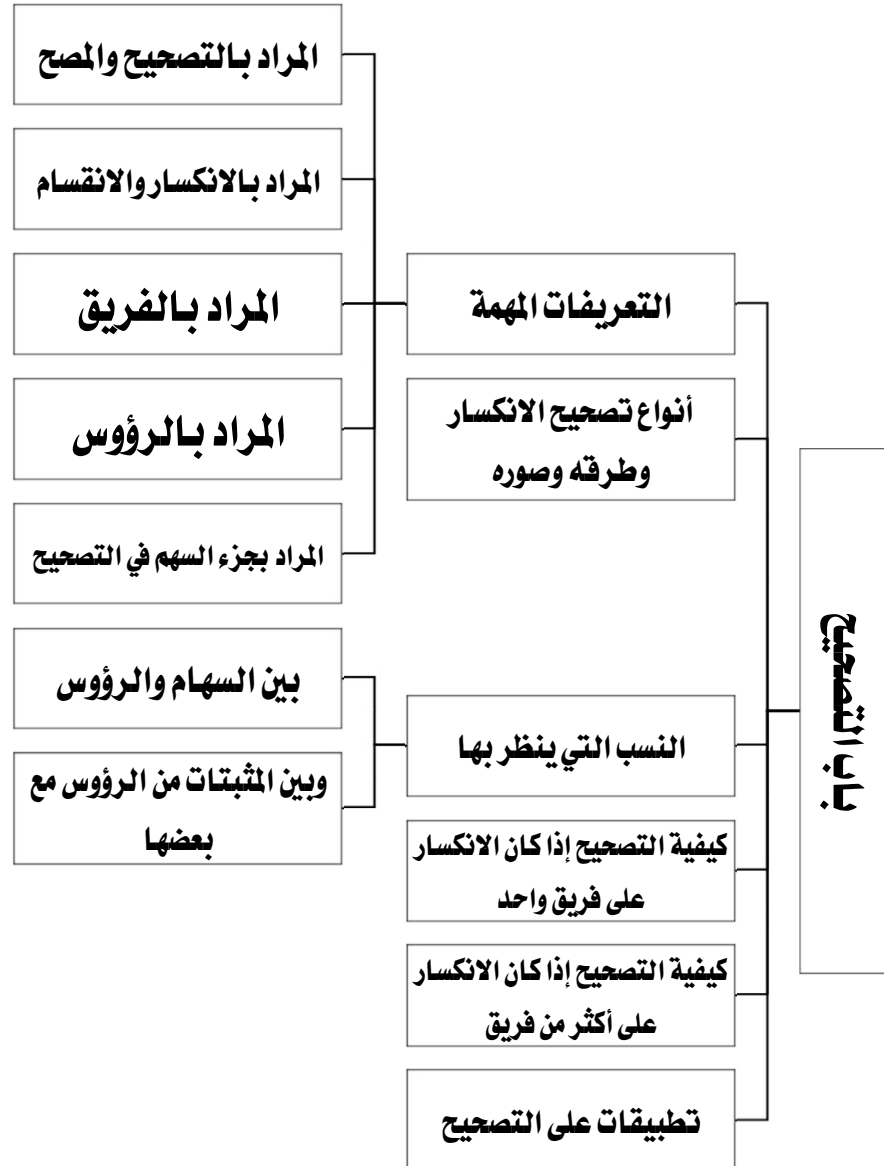 باب التصحيح
التعريفات المهمة
المراد بالتصحيح والمصح
المراد بالانكسار والانقسام
المراد بالفريق
المراد بالرؤوس
المراد بجزء السهم في التصحيح
أنواع تصحيح الانكسار
وطرقه وصوره
النسب التي ينظر بها
بين السهام والرؤوس
وبين المثبتات من الرؤوس مع
بعضها
كيفية التصحيح إذا كان الانكسار
على فريق واحد
كيفية التصحيح إذا كان الانكسار
على أكثر من فريق
تطبيقات على التصحيح